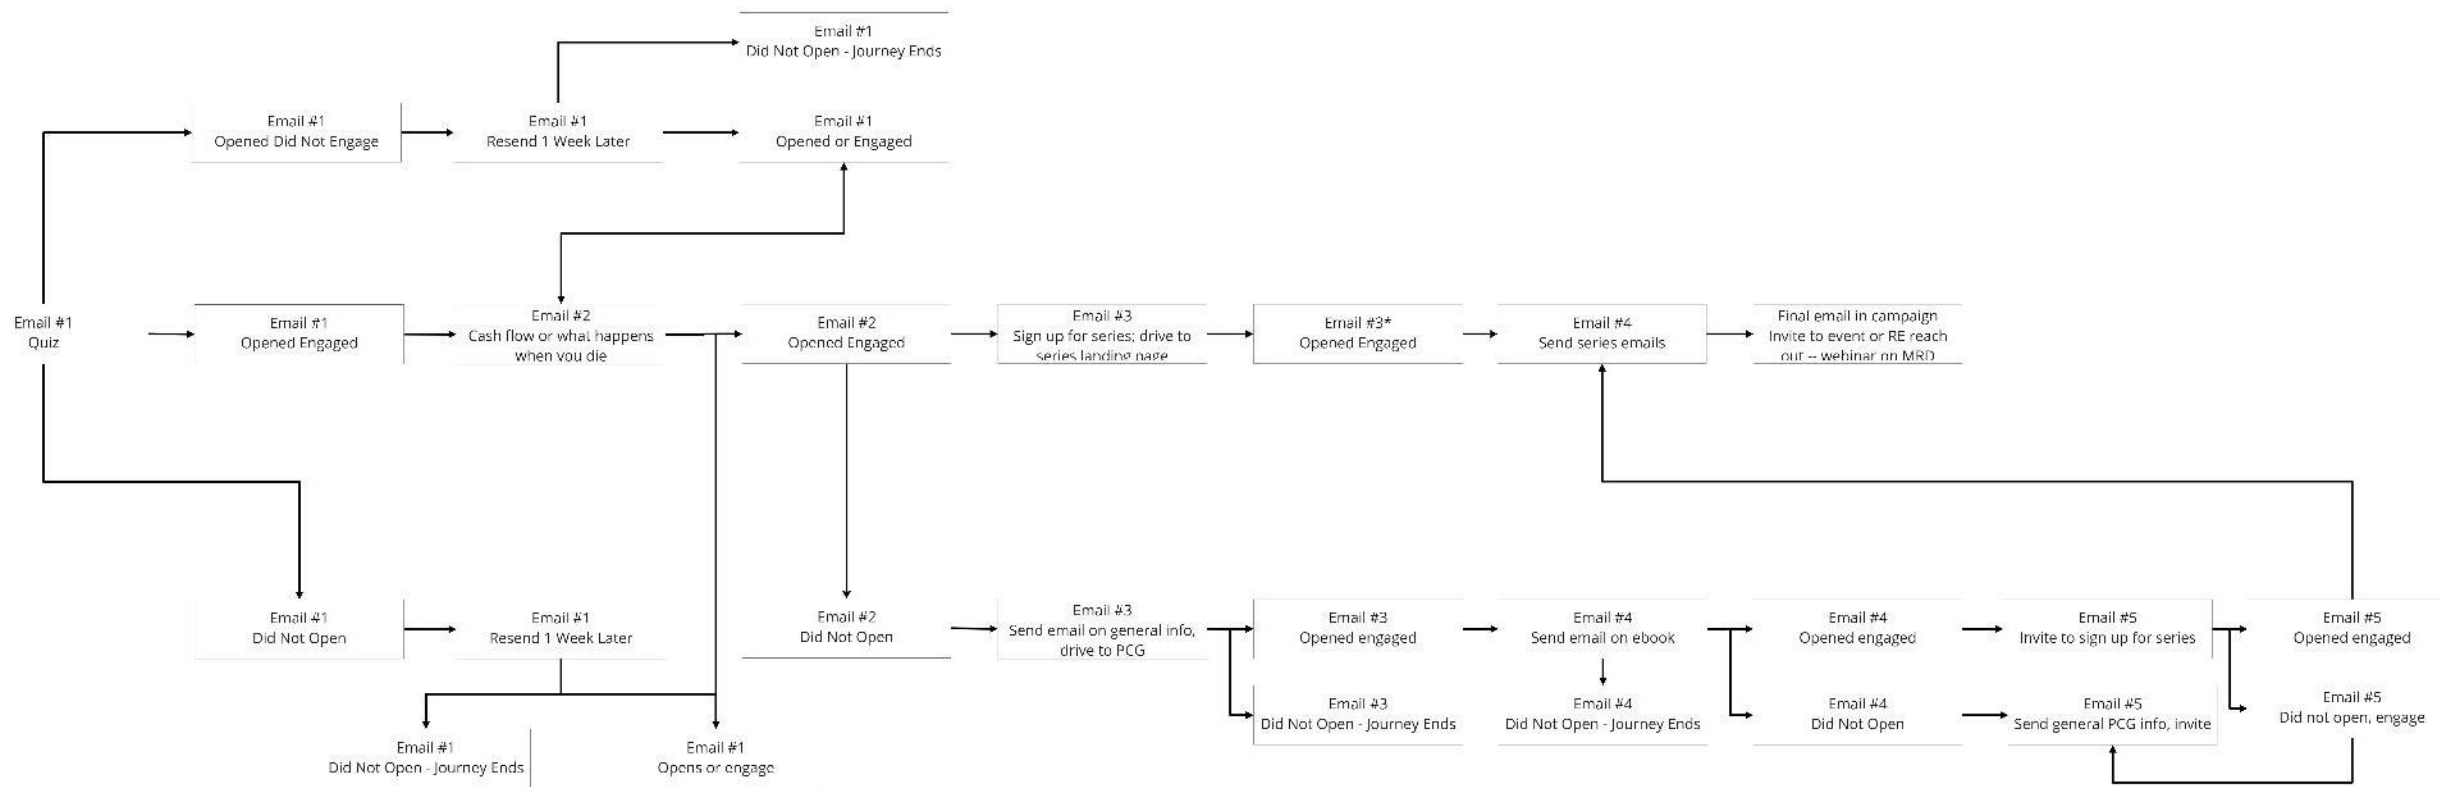 Email #1
Did Not Open - Journey Ends
Email #1
Opened Did Not Engage
Email #1
Resend 1 Week Later
Email #1
Opened or Engaged
Email #1
Quiz
Email #1
Opened Engaged
Email #2
Cash flow or what happens
when you die
Email #2
Opened Engaged
Email #3
Sign up for series; drive to
series landing page
Email #3*
Opened Engaged
Email #4
Send series emails
Final email in campaign
Invite to event or RE reach
out -- webinar on MRD
Email #1
Did Not Open
Email #1
Resend 1 Week Later
Email #2
Did Not Open
Email #3
Send email on general info,
drive to PCG
Email #3
Opened engaged
Email #4
Send email on ebook
Email #4
Opened engaged
Email #5
Invite to sign up for series
Email #5
Opened engaged
Email #3
Did Not Open - Journey Ends
Email #4
Did Not Open - Journey Ends
Email #4
Did Not Open
Email #5
Send general PCG info, invite
Email #5
Did not open, engage
Email #1
Did Not Open - Journey Ends
Email #1
Opens or engage